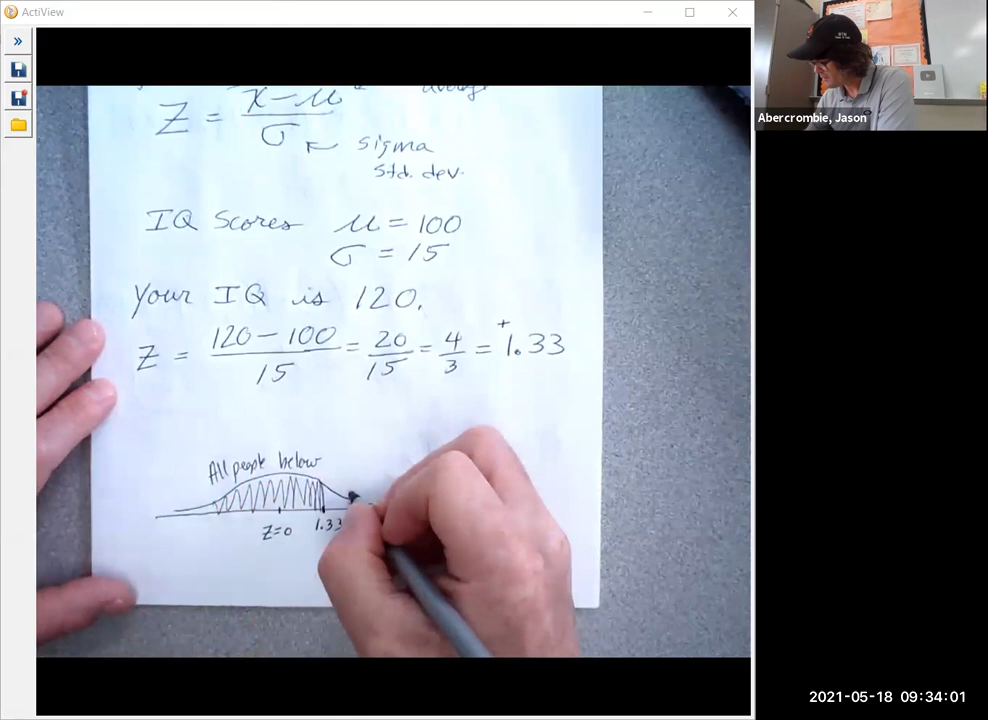 ActiView
average
Z = x - μ / σ
sigma
std. dev.
IQ Scores μ = 100
σ = 15
Your IQ is 120.
Z = 120 - 100 / 15 = 20 / 15 = 4 / 3 = +1.33
All people below
Z=0 1.33
Abercrombie, Jason
2021-05-18 09:34:01